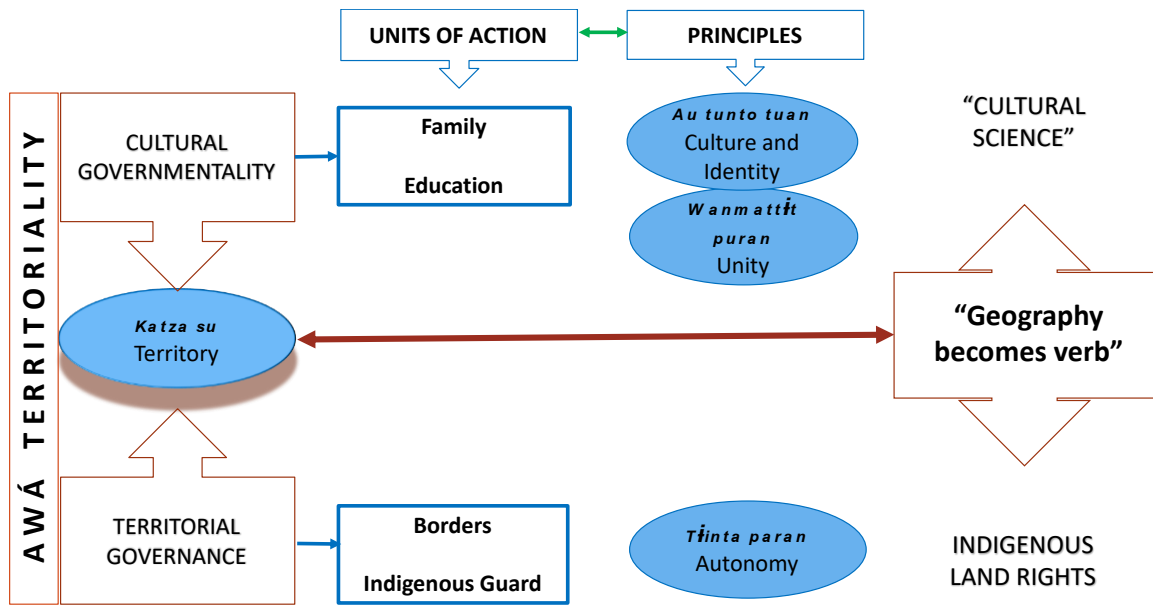 AWÁ TERRITORIALITY
UNITS OF ACTION
PRINCIPLES
CULTURAL
GOVERNMENTALITY
Family
Education
Au tunto tuan
Culture and
Identity
Wanmattɨt
puran
Unity
“CULTURAL
SCIENCE”
Katza su
Territory
“Geography
becomes verb”
TERRITORIAL
GOVERNANCE
Borders
Indigenous Guard
Tɨinta paran
Autonomy
INDIGENOUS
LAND RIGHTS